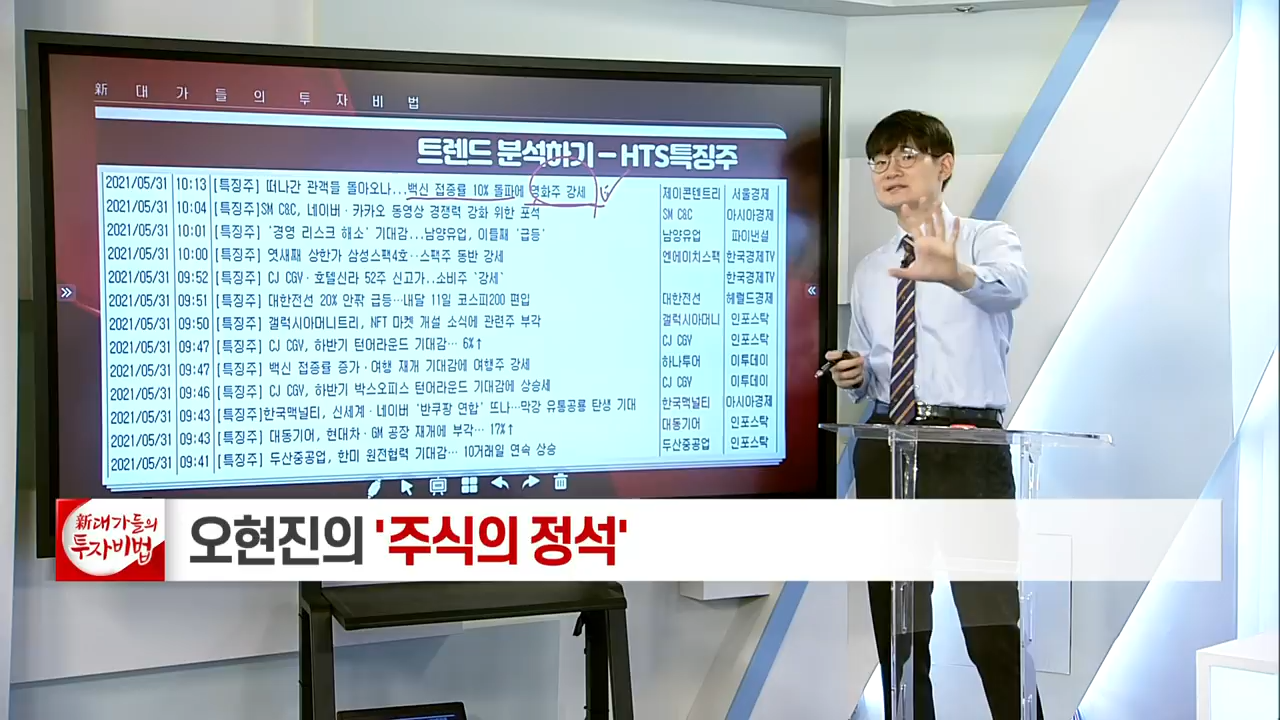 新 대 가 들 의 투 자 비 법
트렌드 분석하기 – HTS특징주
2021/05/31 10:13 [특징주] 떠나간 관객들 돌아오나...백신 접종률 10% 돌파에 영화주 강세 제이콘텐트리 서울경제
2021/05/31 10:04 [특징주]SM C&C, 네이버·카카오 동영상 경쟁력 강화 위한 포석 SM C&C 아시아경제
2021/05/31 10:01 [특징주] '경영 리스크 해소' 기대감...남양유업, 이틀째 '급등' 남양유업 파이낸셜
2021/05/31 10:00 [특징주] 엿새째 상한가 삼성스팩4호··스팩주 동반 강세 엔에이치스팩 한국경제TV
2021/05/31 09:52 [특징주] CJ CGV·호텔신라 52주 신고가..소비주 '강세' 한국경제TV
2021/05/31 09:51 [특징주] 대한전선 20% 안팎 급등…내달 11일 코스피200 편입 대한전선 헤럴드경제
2021/05/31 09:50 [특징주] 갤럭시아머니트리, NFT 마켓 개설 소식에 관련주 부각 갤럭시아머니 인포스탁
2021/05/31 09:47 [특징주] CJ CGV, 하반기 턴어라운드 기대감… 6%↑ CJ CGV 인포스탁
2021/05/31 09:47 [특징주] 백신 접종률 증가·여행 재개 기대감에 여행주 강세 하나투어 이투데이
2021/05/31 09:46 [특징주] CJ CGV, 하반기 박스오피스 턴어라운드 기대감에 상승세 CJ CGV 이투데이
2021/05/31 09:43 [특징주]한국맥널티, 신세계·네이버 '반쿠팡 연합' 뜨나…막강 유통공룡 탄생 기대 한국맥널티 아시아경제
2021/05/31 09:43 [특징주] 대동기어, 현대차·GM 공장 재개에 부각… 17%↑ 대동기어 인포스탁
2021/05/31 09:41 [특징주] 두산중공업, 한미 원전협력 기대감… 10거래일 연속 상승 두산중공업 인포스탁
新대가들의
투자비법
오현진의 '주식의 정석'